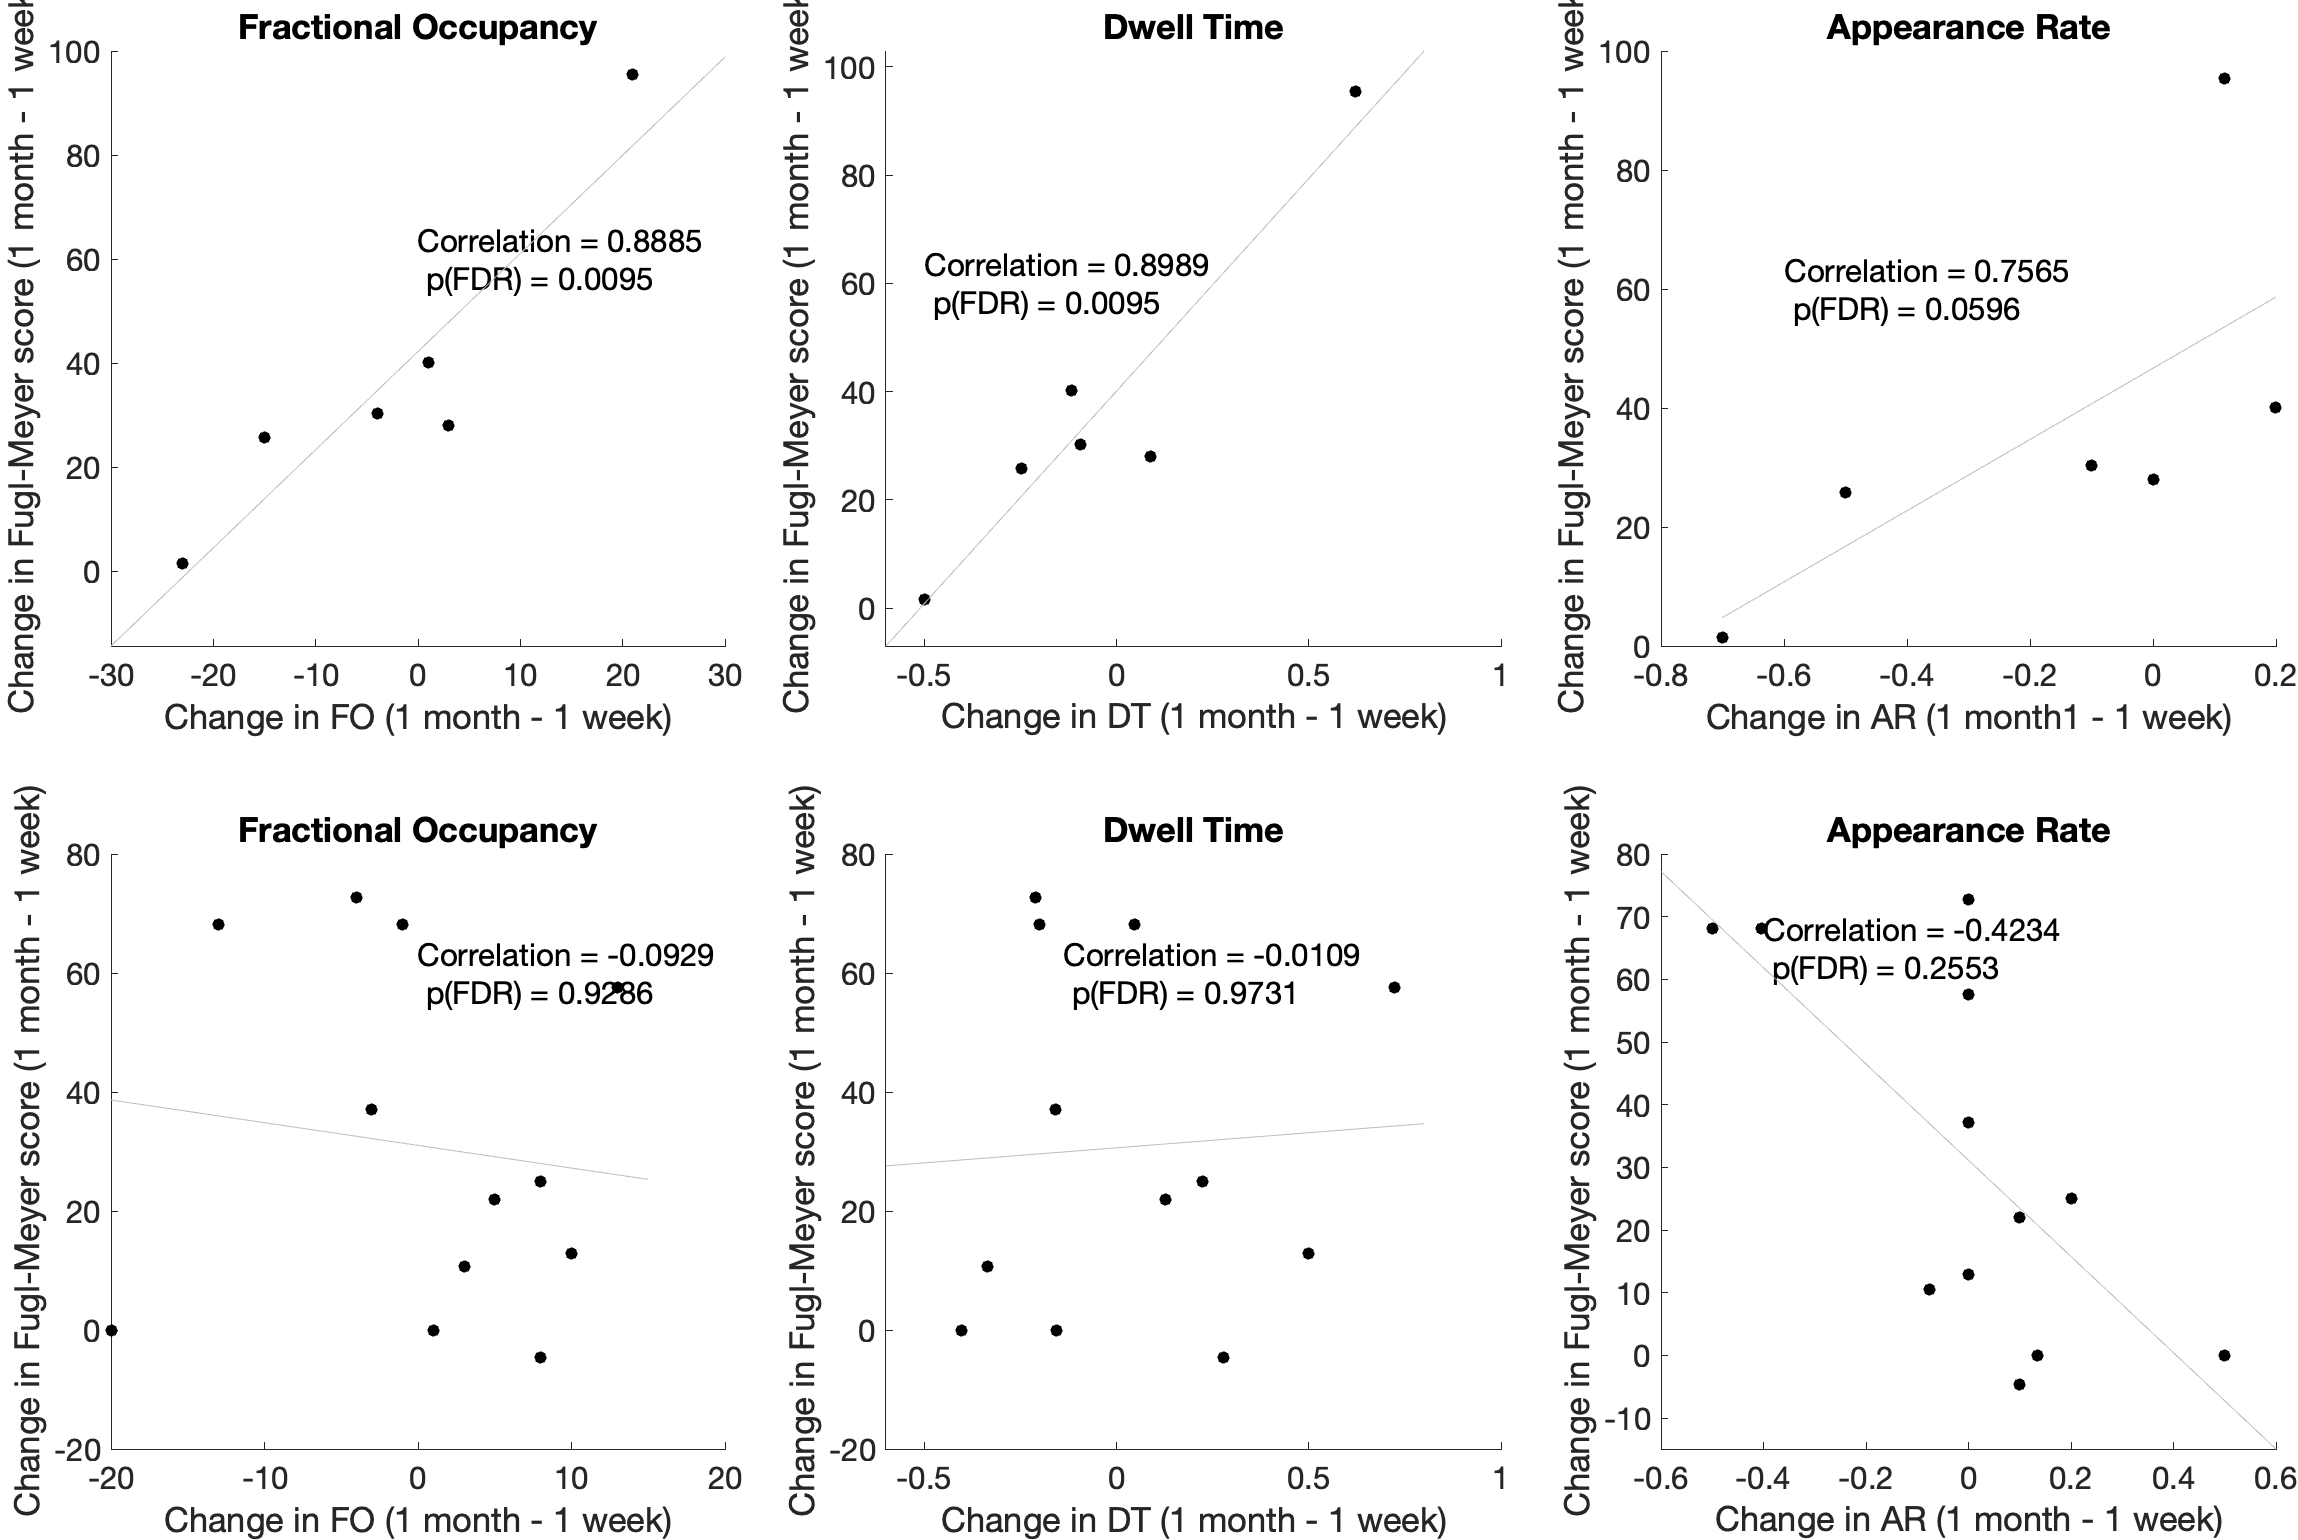 Fractional Occupancy
Change in Fugl-Meyer score (1 month - 1 week
100
80
60
40
20
0
Correlation = 0.8885
p(FDR) = 0.0095
-30
-20
-10
0
10
20
30
Change in FO (1 month - 1 week)
Dwell Time
Change in Fugl-Meyer score (1 month - 1 week
100
80
60
40
20
0
Correlation = 0.8989
p(FDR) = 0.0095
-0.5
0
0.5
1
Change in DT (1 month - 1 week)
Appearance Rate
Change in Fugl-Meyer score (1 month - 1 week
100
80
60
40
20
0
Correlation = 0.7565
p(FDR) = 0.0596
-0.8
-0.6
-0.4
-0.2
0
0.2
Change in AR (1 month1 - 1 week)
Fractional Occupancy
Change in Fugl-Meyer score (1 month - 1 week)
80
60
40
20
0
-20
Correlation = -0.0929
p(FDR) = 0.9286
-20
-10
0
10
20
Change in FO (1 month - 1 week)
Dwell Time
Change in Fugl-Meyer score (1 month - 1 week)
80
60
40
20
0
-20
Correlation = -0.0109
p(FDR) = 0.9731
-0.5
0
0.5
1
Change in DT (1 month - 1 week)
Appearance Rate
Change in Fugl-Meyer score (1 month - 1 week)
80
70
60
50
40
30
20
10
0
-10
Correlation = -0.4234
p(FDR) = 0.2553
-0.6
-0.4
-0.2
0
0.2
0.4
0.6
Change in AR (1 month - 1 week)